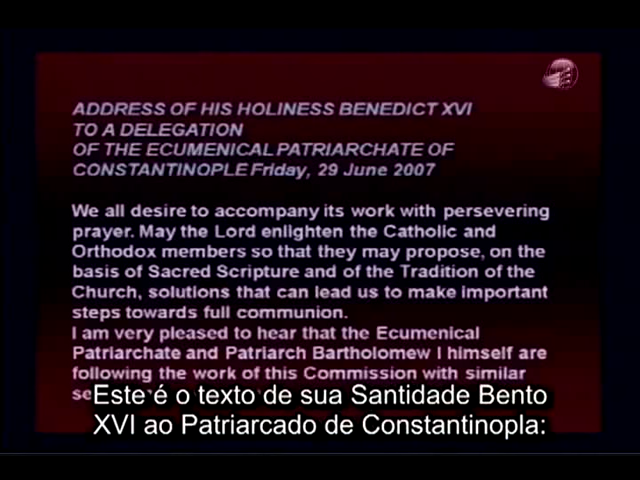 ADDRESS OF HIS HOLINESS BENEDICT XVI
TO A DELEGATION
OF THE ECUMENICAL PATRIARCHATE OF
CONSTANTINOPLE Friday, 29 June 2007
We all desire to accompany its work with persevering
prayer. May the Lord enlighten the Catholic and
Orthodox members so that they may propose, on the
basis of Sacred Scripture and of the Tradition of the
Church, solutions that can lead us to make important
steps towards full communion.
I am very pleased to hear that the Ecumenical
Patriarchate and Patriarch Bartholomew I himself are
following the work of this Commission with similar
Este é o texto de sua Santidade Bento
XVI ao Patriarcado de Constantinopla: